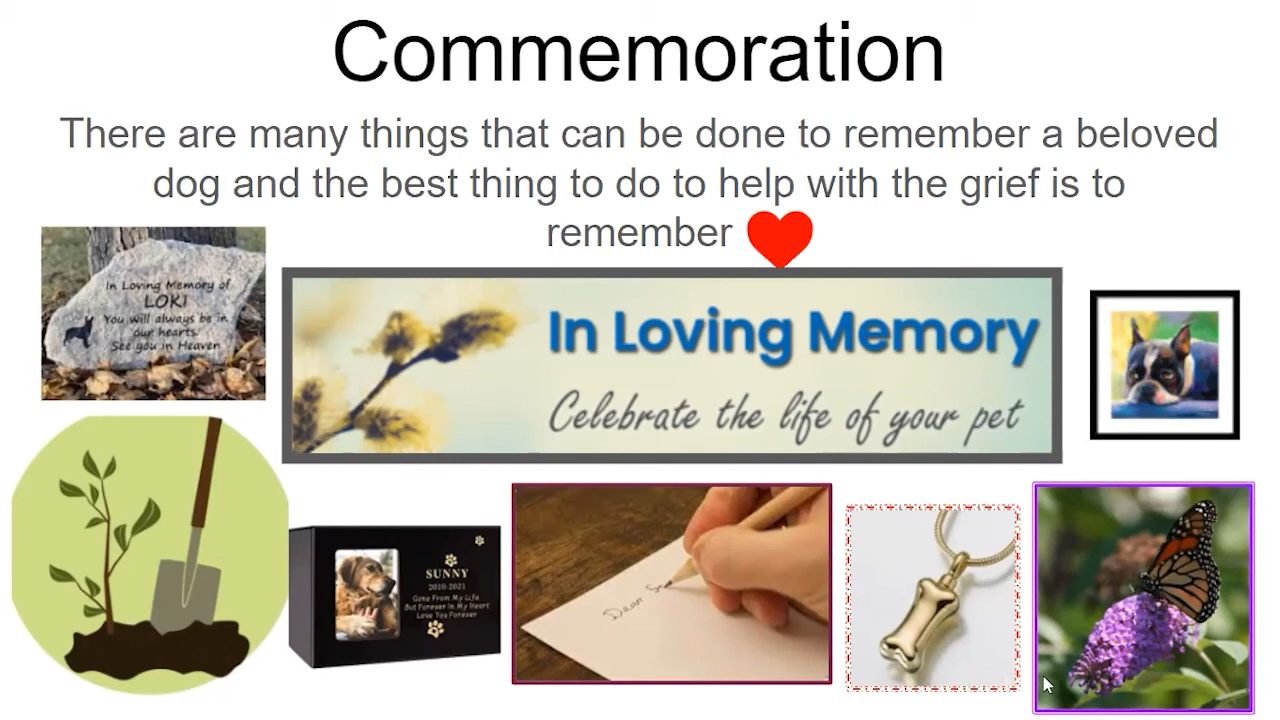 Commemoration
There are many things that can be done to remember a beloved
dog and the best thing to do to help with the grief is to
remember
In Loving Memory of
LOKI
You will always be in
our hearts.
See you in Heaven
In Loving Memory
Celebrate the life of your pet
SUNNY
2010-2021
Gone From My Life
But Forever In My Heart
Love You Forever